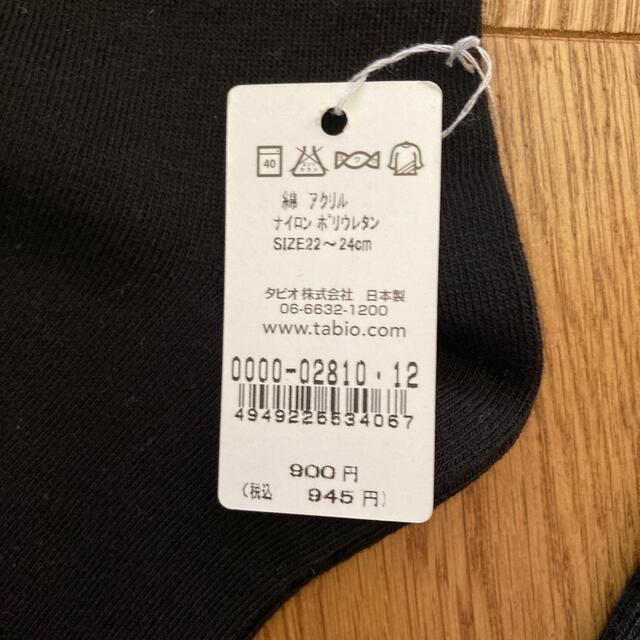 40
綿 アクリル
ナイロン ポリウレタン
SIZE22～24cm
タビオ株式会社 日本製
06-6632-1200
www.tabio.com
0000-02810.12
4949226534067
900円
(税込 945円)